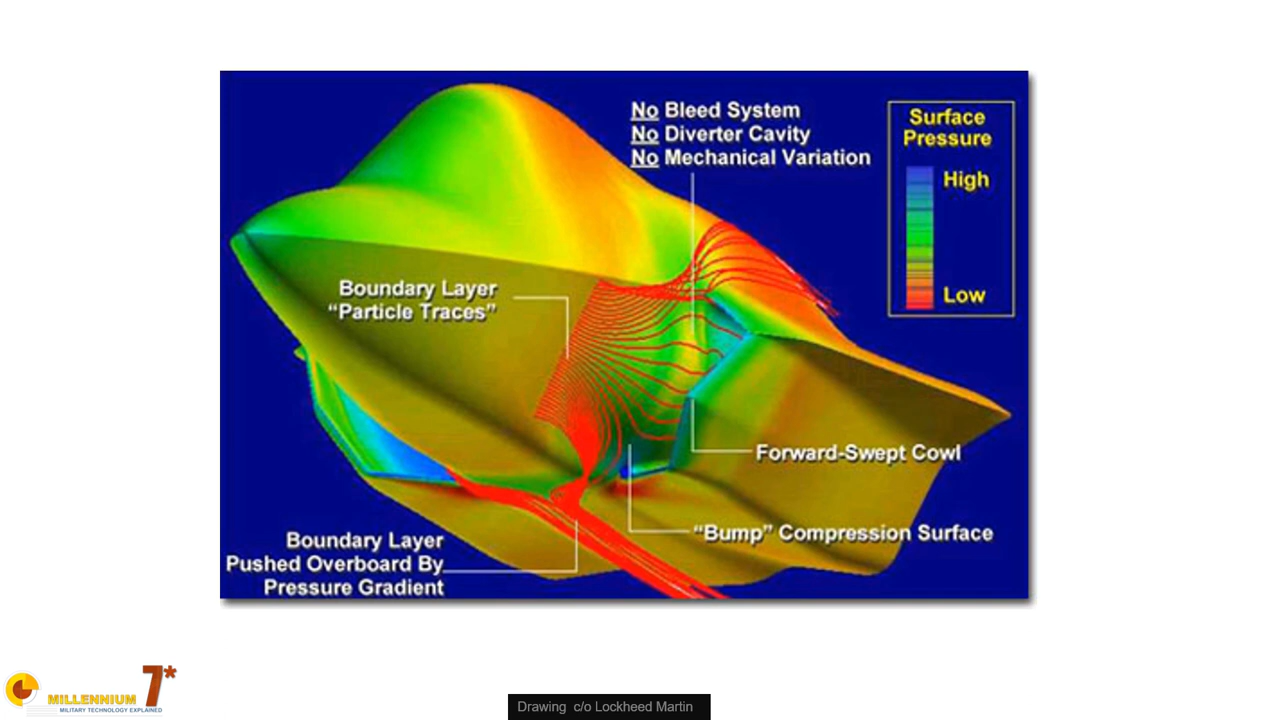 No Bleed System
No Diverter Cavity
No Mechanical Variation
Surface
Pressure
High
Low
Boundary Layer
“Particle Traces”
Forward-Swept Cowl
“Bump” Compression Surface
Boundary Layer
Pushed Overboard By
Pressure Gradient
MILLENNIUM 7*
MILITARY TECHNOLOGY EXPLAINED
Drawing c/o Lockheed Martin